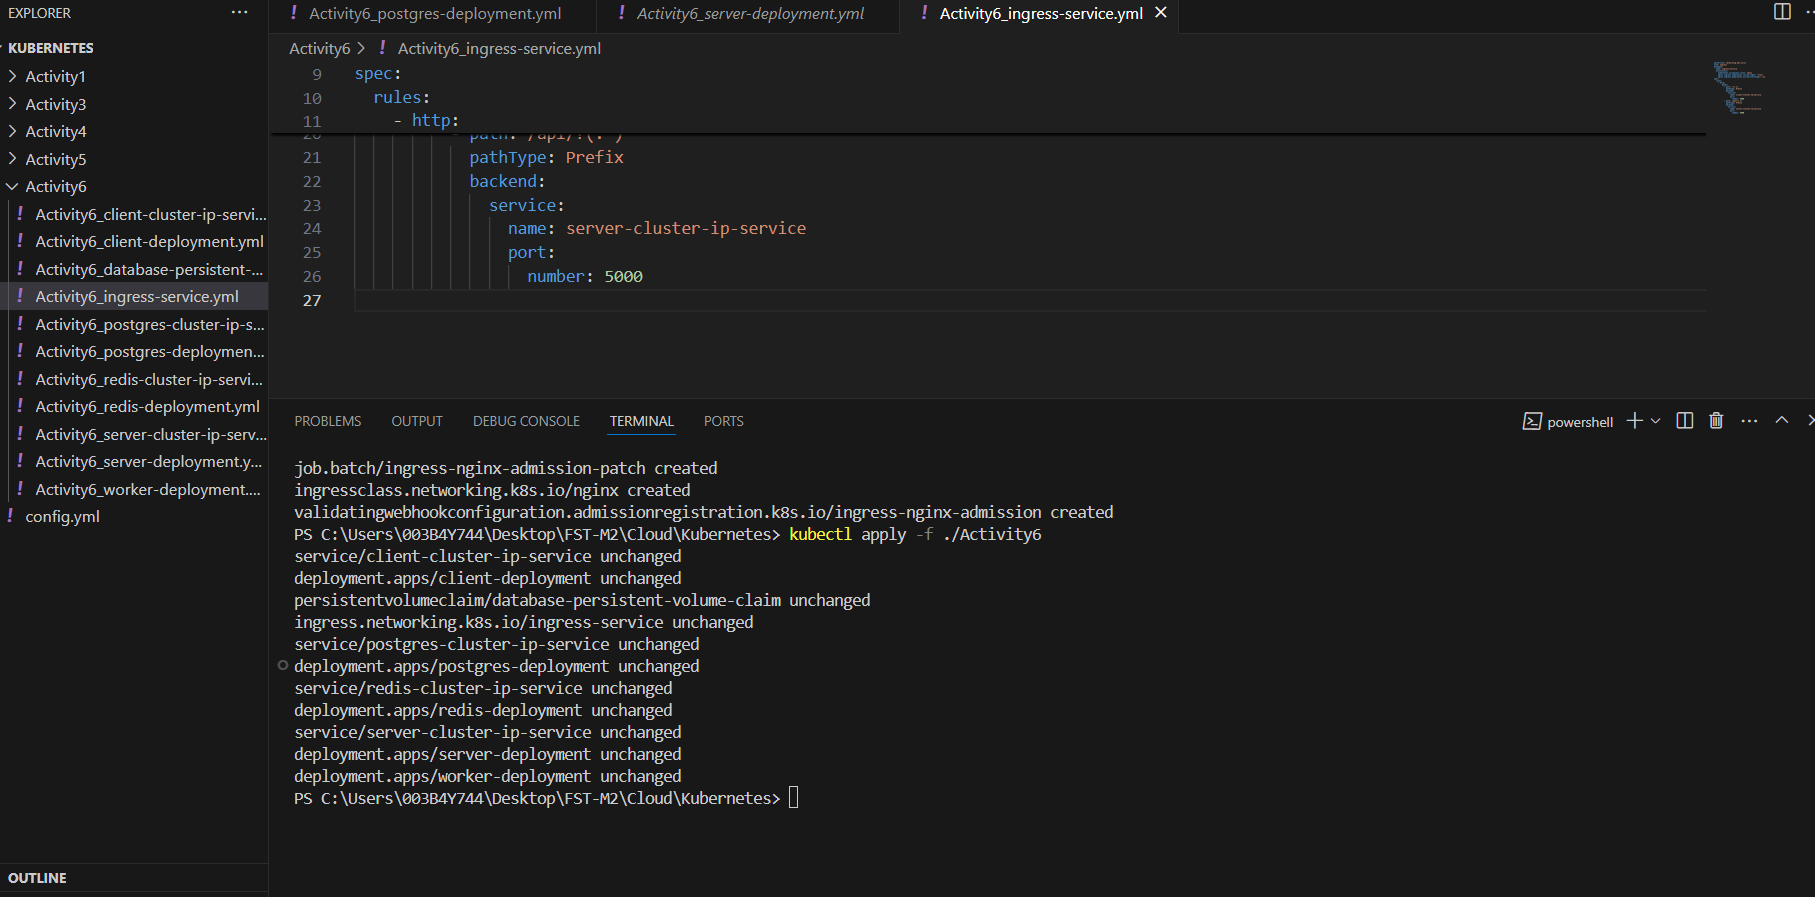 EXPLORER
KUBERNETES
Activity1
Activity3
Activity4
Activity5
Activity6
Activity6_client-cluster-ip-servi...
Activity6_client-deployment.yml
Activity6_database-persistent-...
Activity6_ingress-service.yml
Activity6_postgres-cluster-ip-s...
Activity6_postgres-deploymen...
Activity6_redis-cluster-ip-servi...
Activity6_redis-deployment.yml
Activity6_server-cluster-ip-serv...
Activity6_server-deployment.y...
Activity6_worker-deployment....
config.yml
OUTLINE
Activity6_postgres-deployment.yml
Activity6_server-deployment.yml
Activity6_ingress-service.yml
Activity6 > Activity6_ingress-service.yml
9 spec:
10 rules:
11 - http:
21 pathType: Prefix
22 backend:
23 service:
24 name: server-cluster-ip-service
25 port:
26 number: 5000
27
PROBLEMS OUTPUT DEBUG CONSOLE TERMINAL PORTS
powershell
job.batch/ingress-nginx-admission-patch created
ingressclass.networking.k8s.io/nginx created
validatingwebhookconfiguration.admissionregistration.k8s.io/ingress-nginx-admission created
PS C:\Users\003B4Y744\Desktop\FST-M2\Cloud\Kubernetes> kubectl apply -f ./Activity6
service/client-cluster-ip-service unchanged
deployment.apps/client-deployment unchanged
persistentvolumeclaim/database-persistent-volume-claim unchanged
ingress.networking.k8s.io/ingress-service unchanged
service/postgres-cluster-ip-service unchanged
deployment.apps/postgres-deployment unchanged
service/redis-cluster-ip-service unchanged
deployment.apps/redis-deployment unchanged
service/server-cluster-ip-service unchanged
deployment.apps/server-deployment unchanged
deployment.apps/worker-deployment unchanged
PS C:\Users\003B4Y744\Desktop\FST-M2\Cloud\Kubernetes>